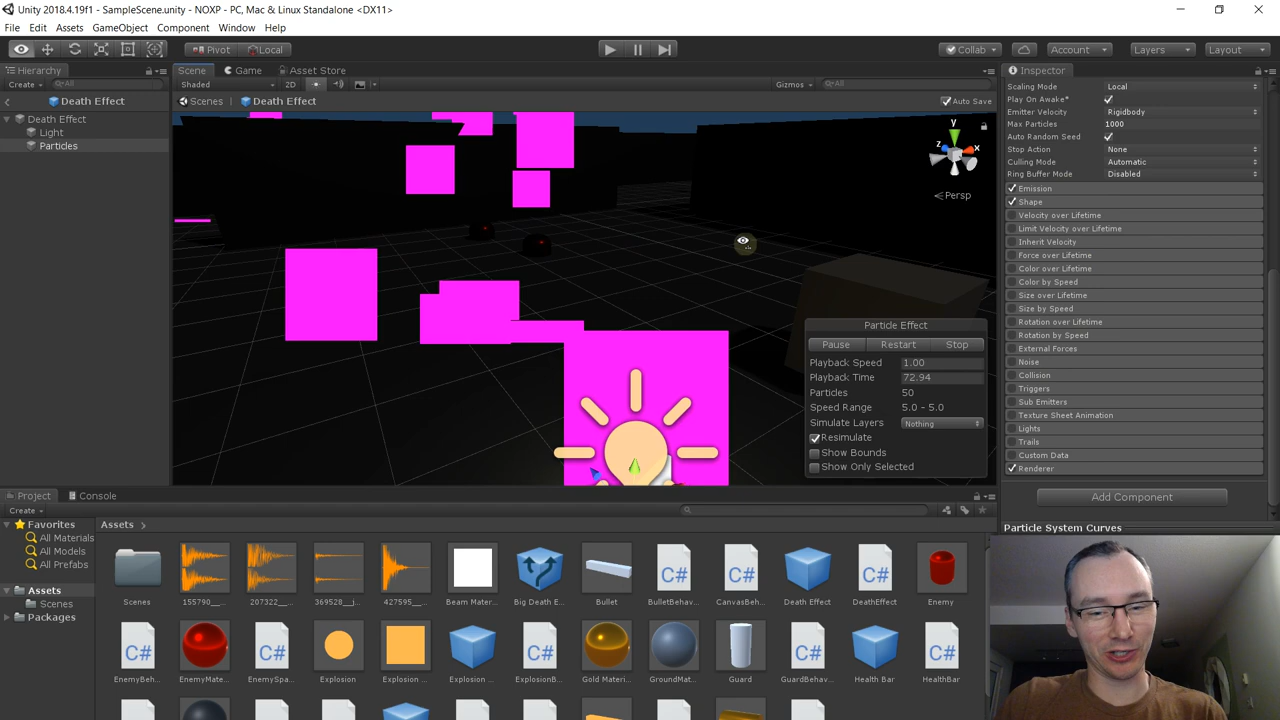 Unity 2018.4.19f1 - SampleScene.unity - NOXP - PC, Mac & Linux Standalone <DX11>
File Edit Assets GameObject Component Window Help
Pivot Local Collab Account Layers Layout
Hierarchy
Create All
Death Effect
Death Effect
Light
Particles
Scene Game Asset Store
Shaded 2D Gizmos All
Scenes Death Effect Auto Save
y
z x
Persp
Particle Effect
Pause Restart Stop
Playback Speed 1.00
Playback Time 72.94
Particles 50
Speed Range 5.0 - 5.0
Simulate Layers Nothing
Resimulate
Show Bounds
Show Only Selected
Inspector
Scaling Mode Local
Play On Awake*
Emitter Velocity Rigidbody
Max Particles 1000
Auto Random Seed
Stop Action None
Culling Mode Automatic
Ring Buffer Mode Disabled
Emission
Shape
Velocity over Lifetime
Limit Velocity over Lifetime
Inherit Velocity
Force over Lifetime
Color over Lifetime
Color by Speed
Size over Lifetime
Size by Speed
Rotation over Lifetime
Rotation by Speed
External Forces
Noise
Collision
Triggers
Sub Emitters
Texture Sheet Animation
Lights
Trails
Custom Data
Renderer
Add Component
Particle System Curves
Project Console
Create
Favorites
All Materials
All Models
All Prefabs
Assets
Scenes
Packages
Assets
Scenes 155790__... 207322__... 369528__j... 427595__... Beam Mater... Big Death E... Bullet BulletBehav... CanvasBeh... Death Effect DeathEffect Enemy
C# C# C#
EnemyBeh... EnemyMate... EnemySpa... Explosion Explosion ... Explosion ... ExplosionB... Gold Materi... GroundMat... Guard GuardBehav... Health Bar HealthBar
C# C# C# C# C#